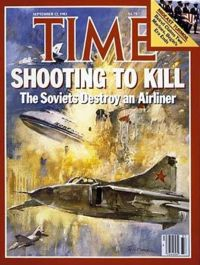 SEPTEMBER 12, 1983
TIME
SHOOTING TO KILL
The Soviets Destroy an Airliner